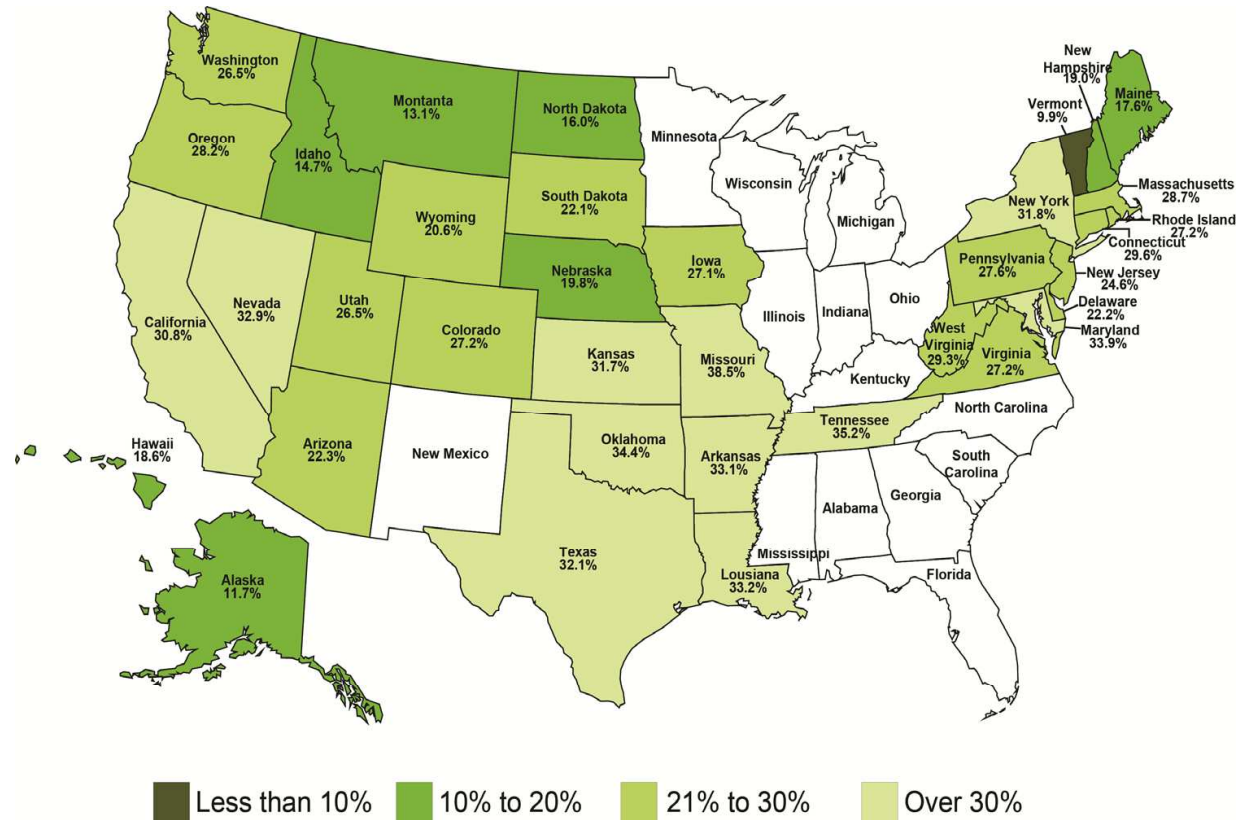 Washington
26.5%
Oregon
28.2%
California
30.8%
Nevada
32.9%
Idaho
14.7%
Montanta
13.1%
Wyoming
20.6%
Utah
26.5%
Colorado
27.2%
Arizona
22.3%
New Mexico
North Dakota
16.0%
South Dakota
22.1%
Nebraska
19.8%
Kansas
31.7%
Oklahoma
34.4%
Texas
32.1%
Minnesota
Iowa
27.1%
Missouri
38.5%
Arkansas
33.1%
Lousiana
33.2%
Wisconsin
Illinois
Michigan
Indiana
Ohio
Kentucky
Tennessee
35.2%
Mississippi
Alabama
Georgia
Florida
South
Carolina
North Carolina
Virginia
27.2%
West
Virginia
29.3%
Pennsylvania
27.6%
New York
31.8%
Vermont
9.9%
New
Hampshire
19.0%
Maine
17.6%
Massachusetts
28.7%
Rhode Island
27.2%
Connecticut
29.6%
New Jersey
24.6%
Delaware
22.2%
Maryland
33.9%
Hawaii
18.6%
Alaska
11.7%
Less than 10%
10% to 20%
21% to 30%
Over 30%